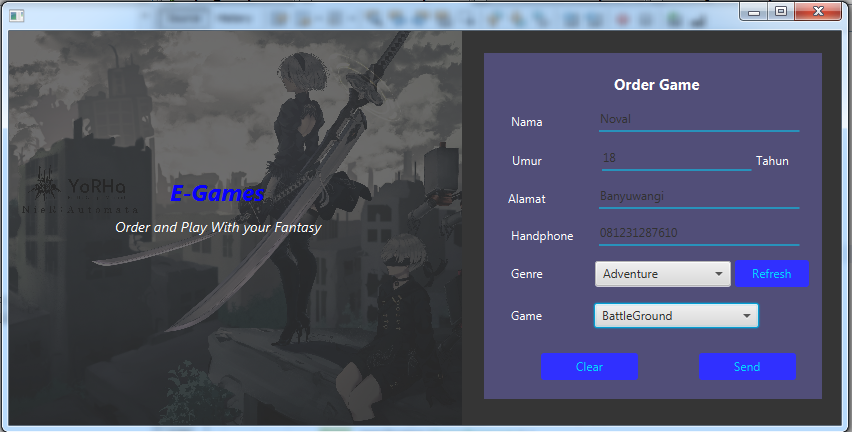 YoRHa
NieR:Automata
E-Games
Order and Play With your Fantasy
Order Game
Nama Noval
Umur 18 Tahun
Alamat Banyuwangi
Handphone 081231287610
Genre Adventure Refresh
Game BattleGround
Clear Send